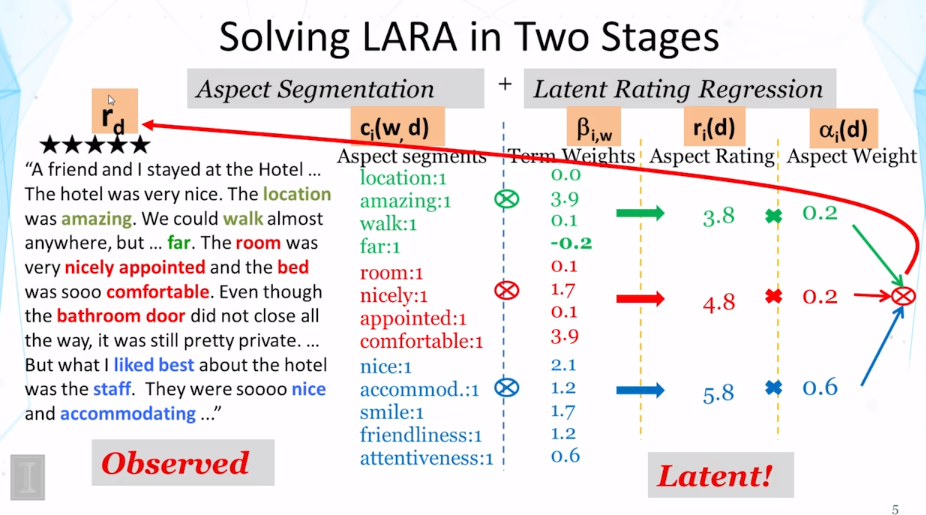 Solving LARA in Two Stages
Aspect Segmentation + Latent Rating Regression
r_d
c_i(w,d)
β_i,w
r_i(d)
α_i(d)
Aspect segments Term Weights Aspect Rating Aspect Weight
“A friend and I stayed at the Hotel …
The hotel was very nice. The location
was amazing. We could walk almost
anywhere, but … far. The room was
very nicely appointed and the bed
was sooo comfortable. Even though
the bathroom door did not close all
the way, it was still pretty private. …
But what I liked best about the hotel
was the staff. They were soooo nice
and accommodating …”
location:1 0.0
amazing:1 3.9
walk:1 0.1
far:1 -0.2
3.8 0.2
room:1 0.1
nicely:1 1.7
appointed:1 0.1
comfortable:1 3.9
4.8 0.2
nice:1 2.1
accommod.:1 1.2
smile:1 1.7
friendliness:1 1.2
attentiveness:1 0.6
5.8 0.6
Observed
Latent!
I
5